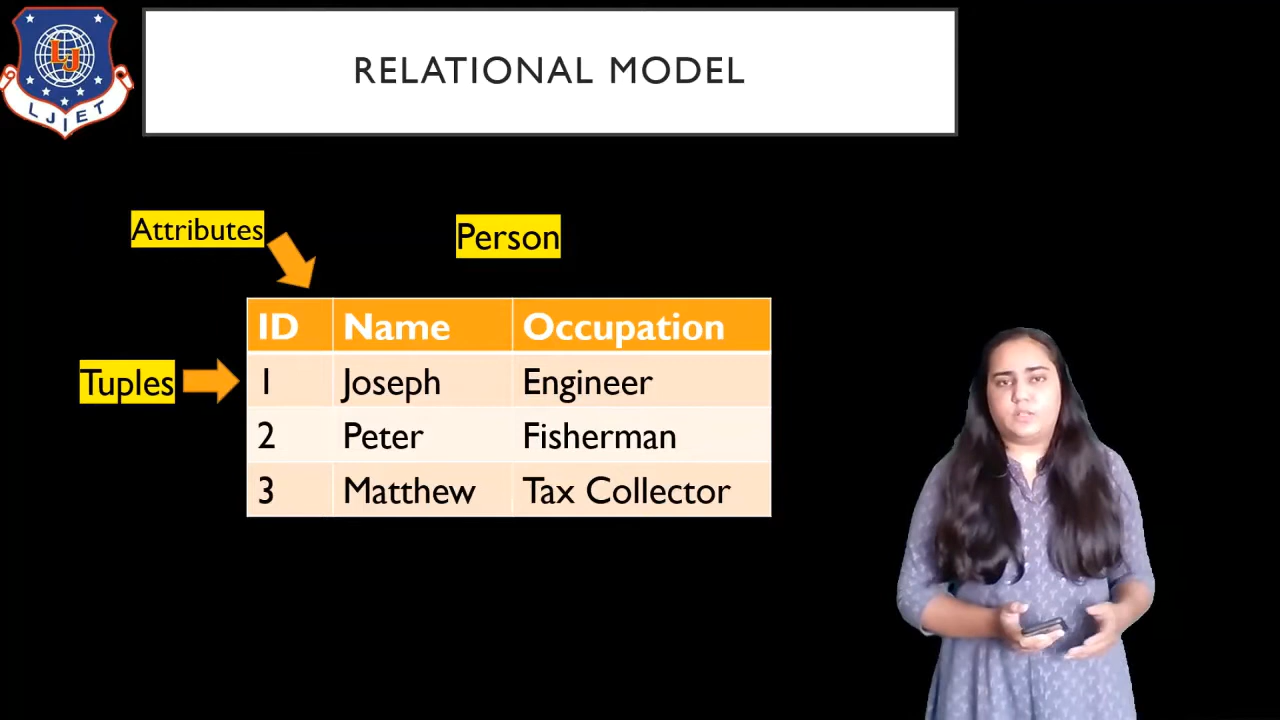 LJ
LJIET
RELATIONAL MODEL
Attributes
Person
ID Name Occupation
Tuples
1 Joseph Engineer
2 Peter Fisherman
3 Matthew Tax Collector